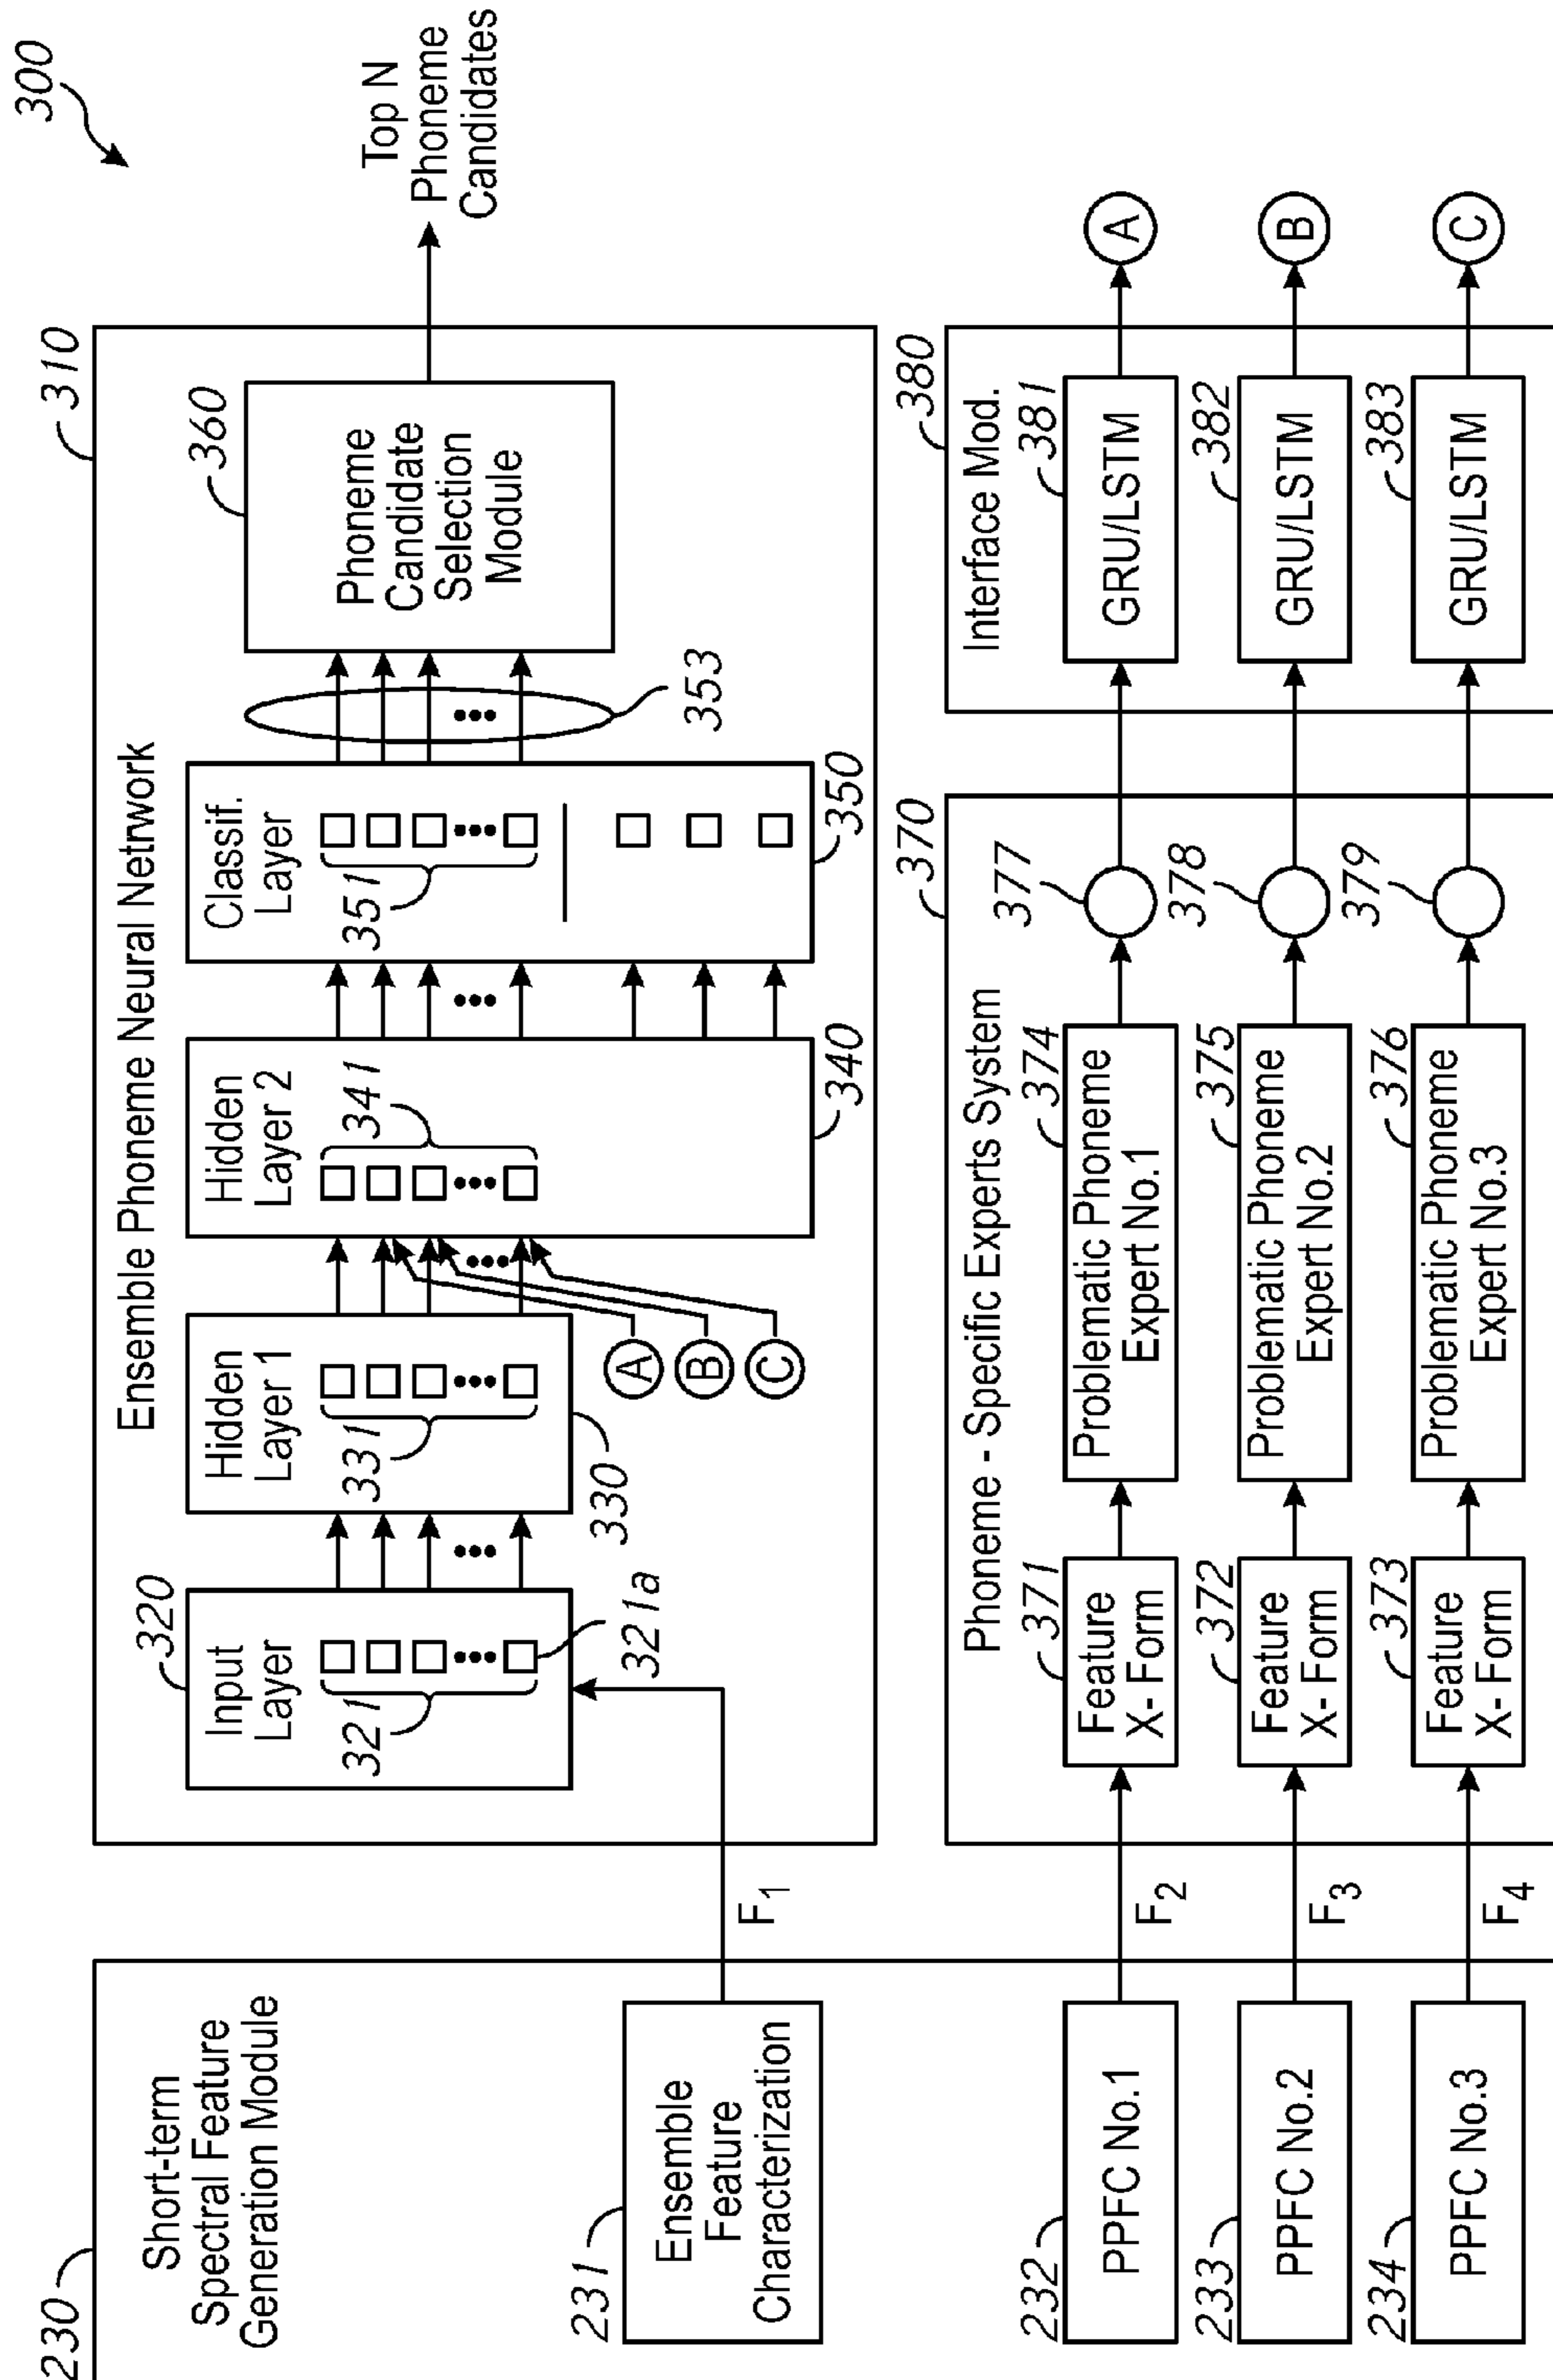 300
230
Short-term
Spectral Feature
Generation Module
231
Ensemble
Feature
Characterization
232
PPFC No.1
233
PPFC No.2
234
PPFC No.3
F1
F2
F3
F4
310
Ensemble Phoneme Neural Netrwork
320
Input
Layer
321
321a
Hidden
Layer 1
331
330
A
B
C
Hidden
Layer 2
341
340
Classif.
Layer
351
350
353
360
Phoneme
Candidate
Selection
Module
Top N
Phoneme
Candidates
370
Phoneme - Specific Experts System
371
Feature
X- Form
372
Feature
X- Form
373
Feature
X- Form
374
Problematic Phoneme
Expert No.1
375
Problematic Phoneme
Expert No.2
376
Problematic Phoneme
Expert No.3
377
378
379
380
Interface Mod.
381
GRU/LSTM
382
GRU/LSTM
383
GRU/LSTM
A
B
C